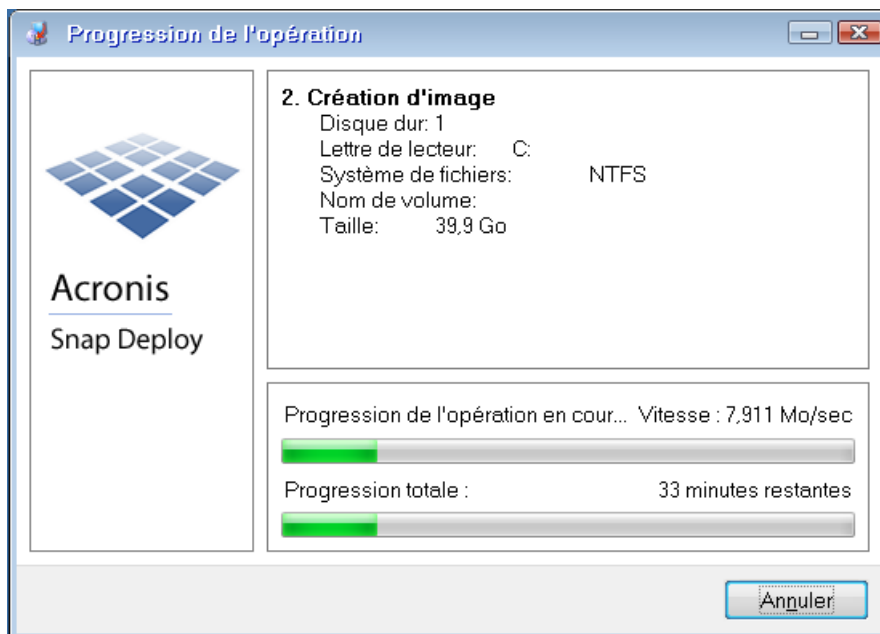 Progression de l'opération
Acronis
Snap Deploy
2. Création d'image
Disque dur: 1
Lettre de lecteur: C:
Système de fichiers: NTFS
Nom de volume:
Taille: 39,9 Go
Progression de l'opération en cour... Vitesse : 7,911 Mo/sec
Progression totale : 33 minutes restantes
Annuler